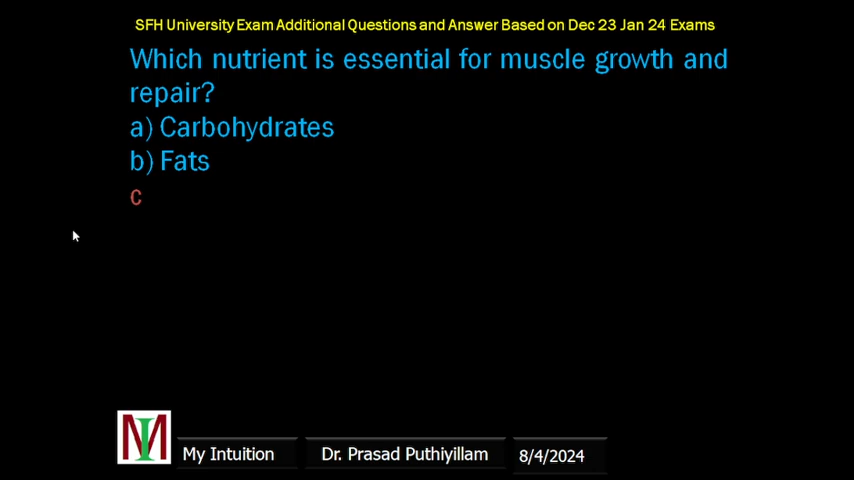 SFH University Exam Additional Questions and Answer Based on Dec 23 Jan 24 Exams
Which nutrient is essential for muscle growth and
repair?
a) Carbohydrates
b) Fats
c
MI
My Intuition
Dr. Prasad Puthiyillam
8/4/2024